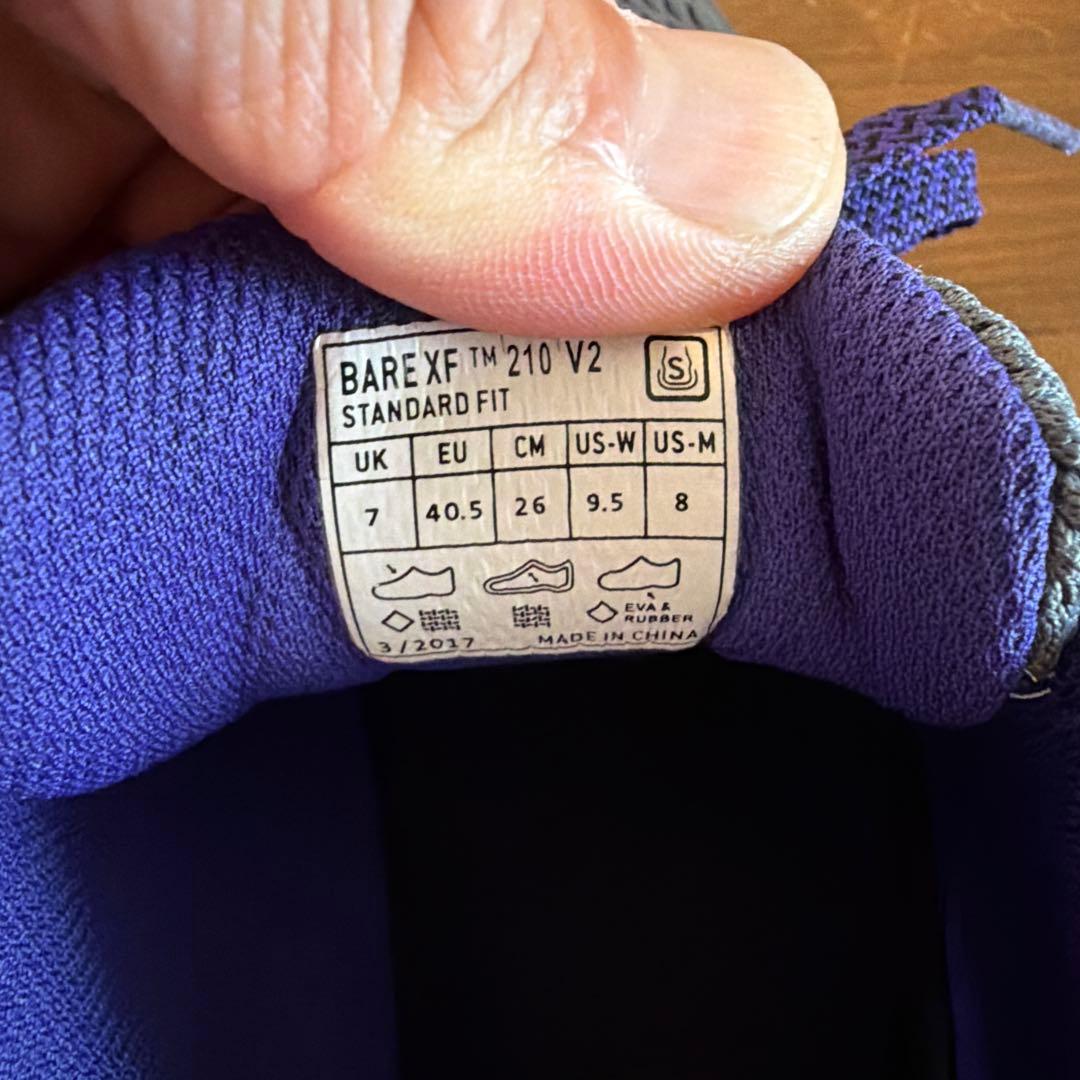 BARE XF ™ 210 V2
S
STANDARD FIT
UK EU CM US-W US-M
7 40.5 26 9.5 8
EVA &
RUBBER
3/2017 MADE IN CHINA